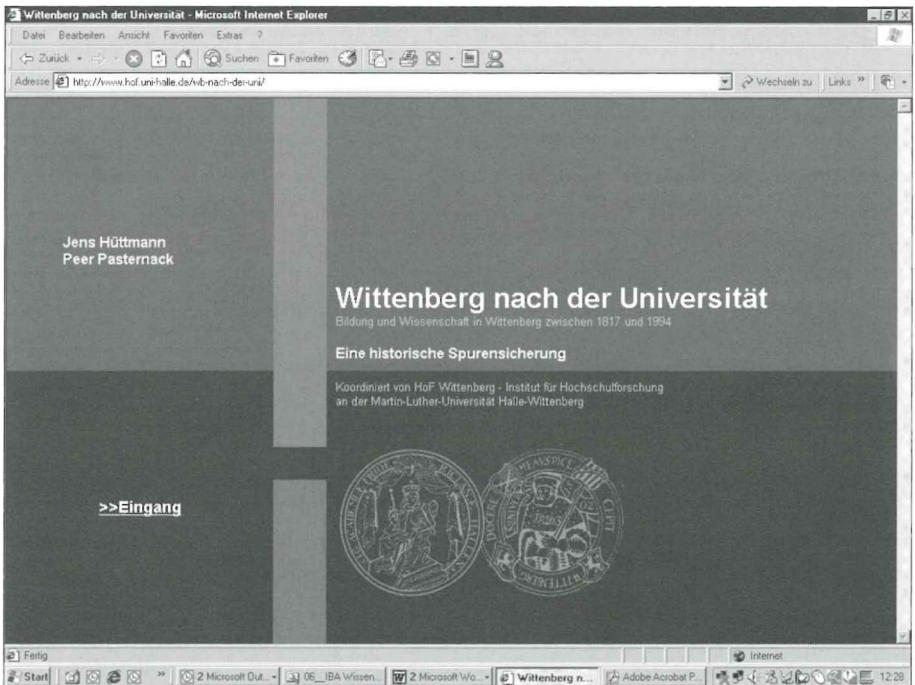 Wittenberg nach der Universität - Microsoft Internet Explorer
Datei Bearbeiten Ansicht Favoriten Extras ?
Zurück Suchen Favoriten
Adresse http://www.hof.uni-halle.de/wb-nach-der-uni/ Wechseln zu Links »
Jens Hüttmann
Peer Pasternack
Wittenberg nach der Universität
Bildung und Wissenschaft in Wittenberg zwischen 1817 und 1994
Eine historische Spurensicherung
Koordiniert von HoF Wittenberg - Institut für Hochschulforschung
an der Martin-Luther-Universität Halle-Wittenberg
>>Eingang
Fertig Internet
Start » 2 Microsoft Out... 06__IBA Wissen... 2 Microsoft Wo... Wittenberg n... Adobe Acrobat P... 12:28